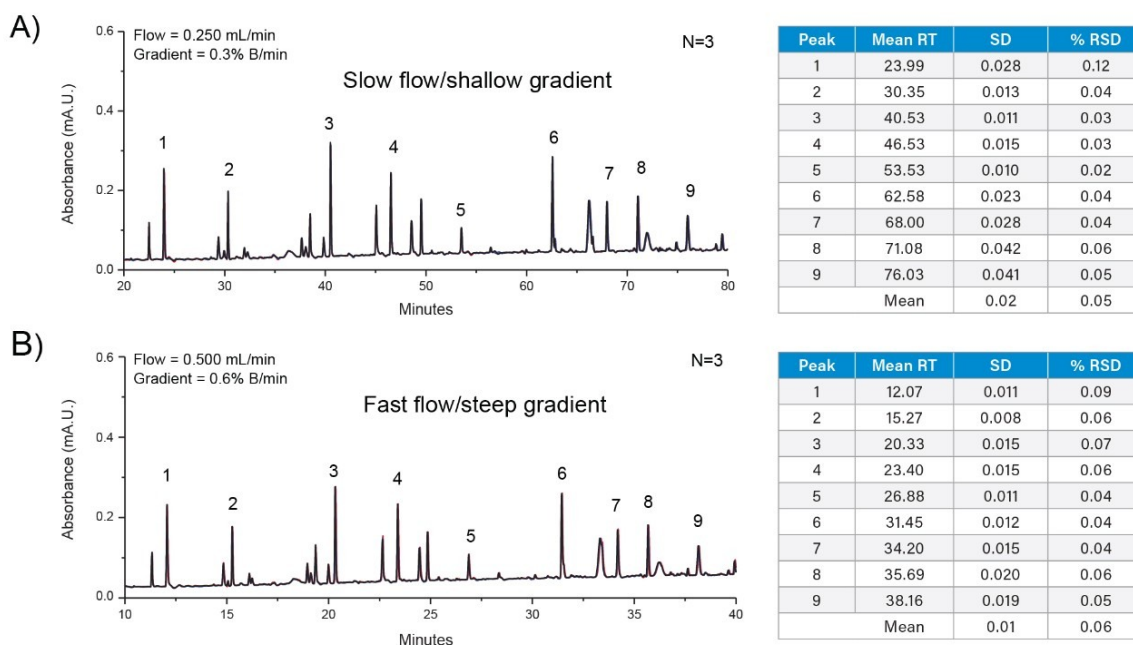 A)
Flow = 0.250 mL/min
Gradient = 0.3% B/min
N=3
Slow flow/shallow gradient
Absorbance (mA.U.)
0.6
0.4
0.2
0.0
1
2
3
4
5
6
7
8
9
20 30 40 50 60 70 80
Minutes
Peak Mean RT SD % RSD
1 23.99 0.028 0.12
2 30.35 0.013 0.04
3 40.53 0.011 0.03
4 46.53 0.015 0.03
5 53.53 0.010 0.02
6 62.58 0.023 0.04
7 68.00 0.028 0.04
8 71.08 0.042 0.06
9 76.03 0.041 0.05
Mean 0.02 0.05
B)
Flow = 0.500 mL/min
Gradient = 0.6% B/min
N=3
Fast flow/steep gradient
Absorbance (mA.U.)
0.6
0.4
0.2
0.0
1
2
3
4
5
6
7
8
9
10 15 20 25 30 35 40
Minutes
Peak Mean RT SD % RSD
1 12.07 0.011 0.09
2 15.27 0.008 0.06
3 20.33 0.015 0.07
4 23.40 0.015 0.06
5 26.88 0.011 0.04
6 31.45 0.012 0.04
7 34.20 0.015 0.04
8 35.69 0.020 0.06
9 38.16 0.019 0.05
Mean 0.01 0.06